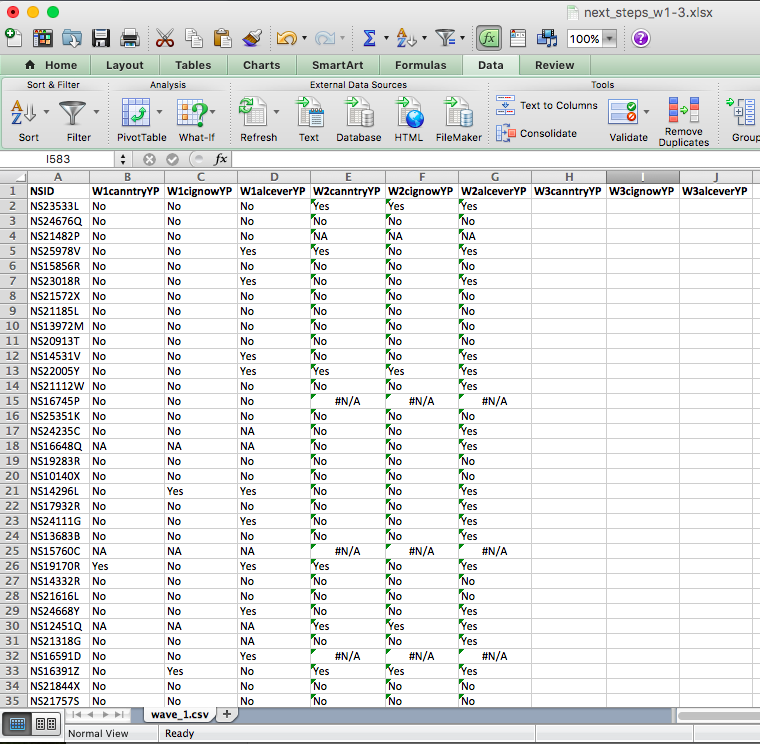 next_steps_w1-3.xlsx
100%
Home Layout Tables Charts SmartArt Formulas Data Review
Sort & Filter Analysis External Data Sources Tools
Sort Filter PivotTable What-If Refresh Text Database HTML FileMaker Text to Columns Consolidate Validate Remove Duplicates Group
I583 fx
A B C D E F G H I J
1 NSID W1canntryYP W1cignowYP W1alceverYP W2canntryYP W2cignowYP W2alceverYP W3canntryYP W3cignowYP W3alceverYP
2 NS23533L No No No Yes Yes Yes
3 NS24676Q No No No No No No
4 NS21482P No No No NA NA NA
5 NS25978V No No Yes Yes No Yes
6 NS15856R No No No No No No
7 NS23018R No No Yes No No Yes
8 NS21572X No No No No No No
9 NS21185L No No No No No No
10 NS13972M No No No No No No
11 NS20913T No No No No No No
12 NS14531V No No Yes No No Yes
13 NS22005Y No No Yes Yes Yes Yes
14 NS21112W No No No No No Yes
15 NS16745P No No No #N/A #N/A #N/A
16 NS25351K No No No No No No
17 NS24235C No No NA No No Yes
18 NS16648Q NA NA NA No No Yes
19 NS19283R No No No No No No
20 NS10140X No No No No No No
21 NS14296L No Yes Yes No No Yes
22 NS17932R No No No No No Yes
23 NS24111G No No Yes No No Yes
24 NS13683B No No No No No Yes
25 NS15760C NA NA NA #N/A #N/A #N/A
26 NS19170R Yes No Yes Yes No Yes
27 NS14332R No No No No No No
28 NS21616L No No No No No No
29 NS24668Y No No Yes No No Yes
30 NS12451Q NA NA NA Yes Yes Yes
31 NS21318G No No NA No No Yes
32 NS16591D No No Yes #N/A #N/A #N/A
33 NS16391Z No Yes No Yes Yes Yes
34 NS21844X No No No No No No
35 NS21757S No No No No No No
wave_1.csv
Normal View Ready